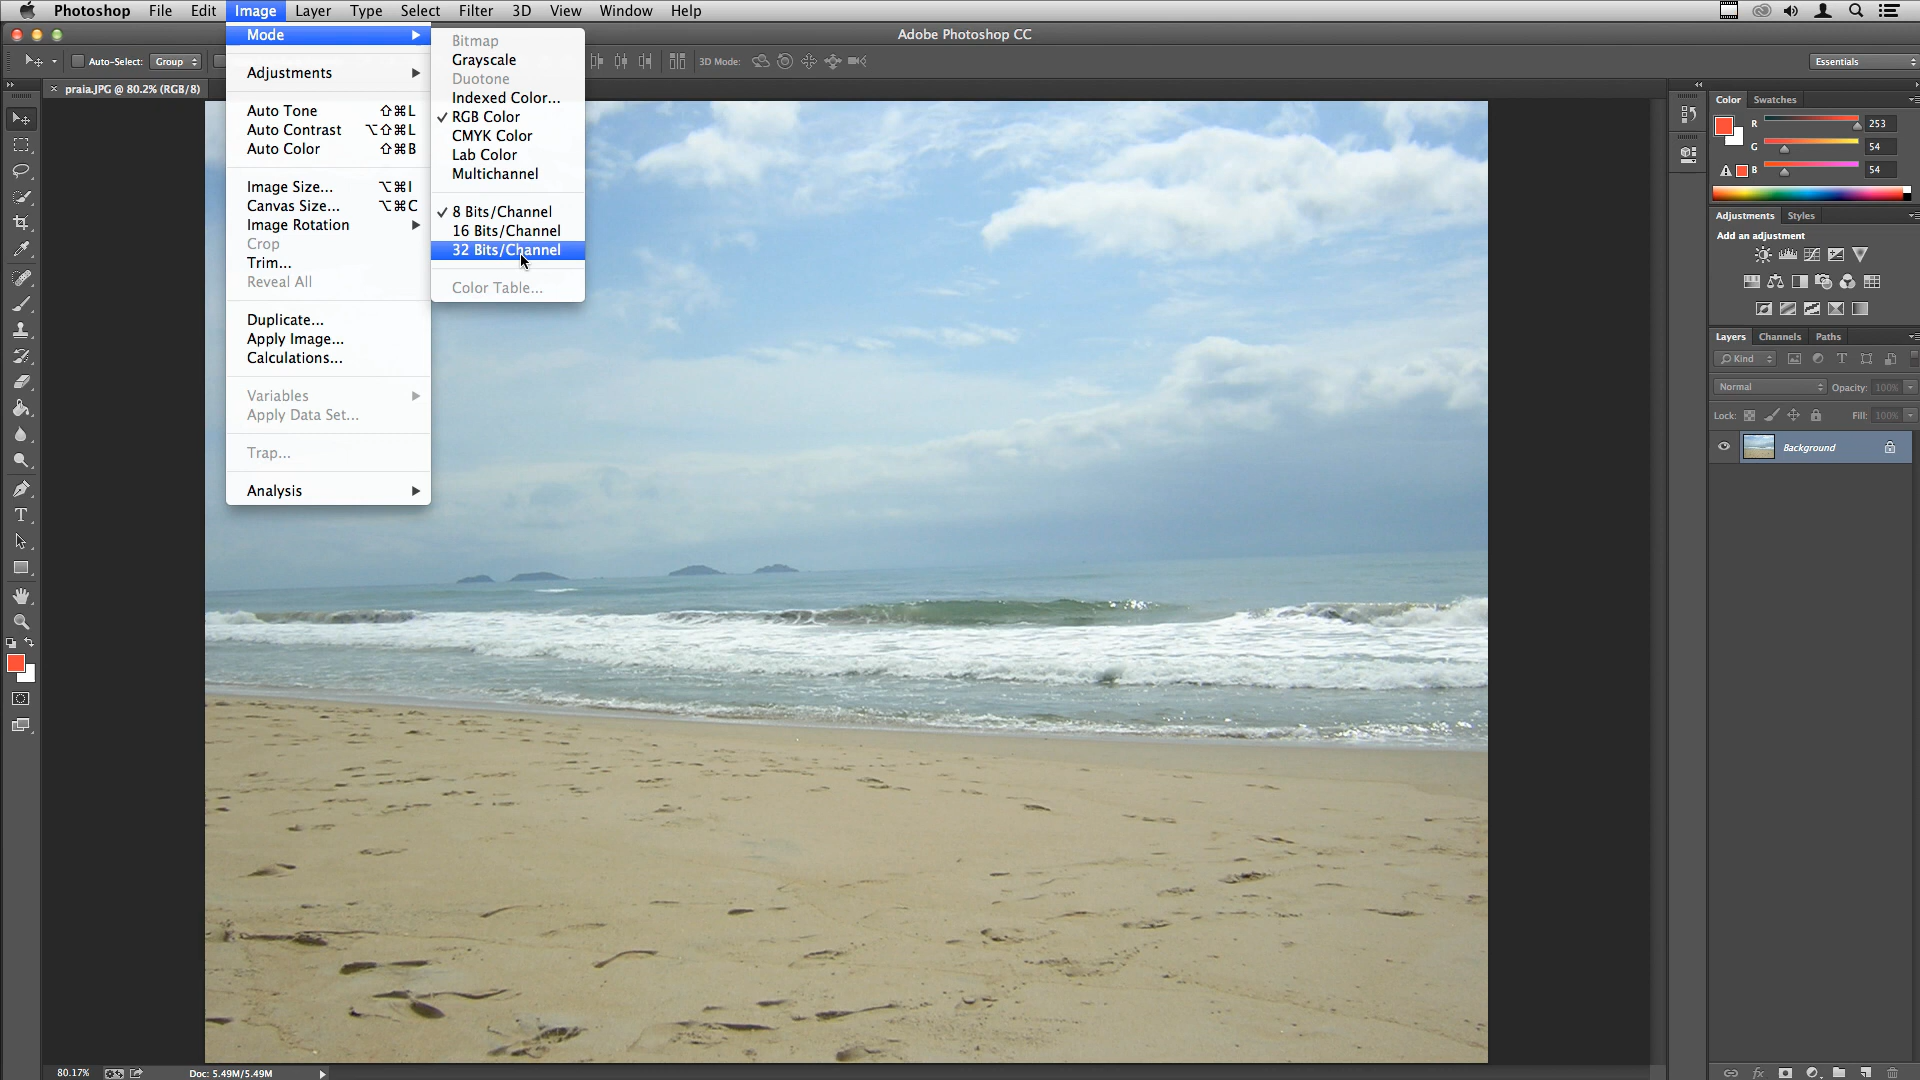 Photoshop File Edit Image Layer Type Select Filter 3D View Window Help
Adobe Photoshop CC
Auto-Select: Group 3D Mode: Essentials
praia.JPG @ 80.2% (RGB/8)
Mode
Adjustments
Auto Tone ⇧⌘L
Auto Contrast ⌥⇧⌘L
Auto Color ⇧⌘B
Image Size... ⌥⌘I
Canvas Size... ⌥⌘C
Image Rotation
Crop
Trim...
Reveal All
Duplicate...
Apply Image...
Calculations...
Variables
Apply Data Set...
Trap...
Analysis
Bitmap
Grayscale
Duotone
Indexed Color...
✓ RGB Color
CMYK Color
Lab Color
Multichannel
✓ 8 Bits/Channel
16 Bits/Channel
32 Bits/Channel
Color Table...
Color Swatches
R 253
G 54
B 54
Adjustments Styles
Add an adjustment
Layers Channels Paths
Kind
Normal Opacity: 100%
Lock: Fill: 100%
Background
80.17% Doc: 5.49M/5.49M